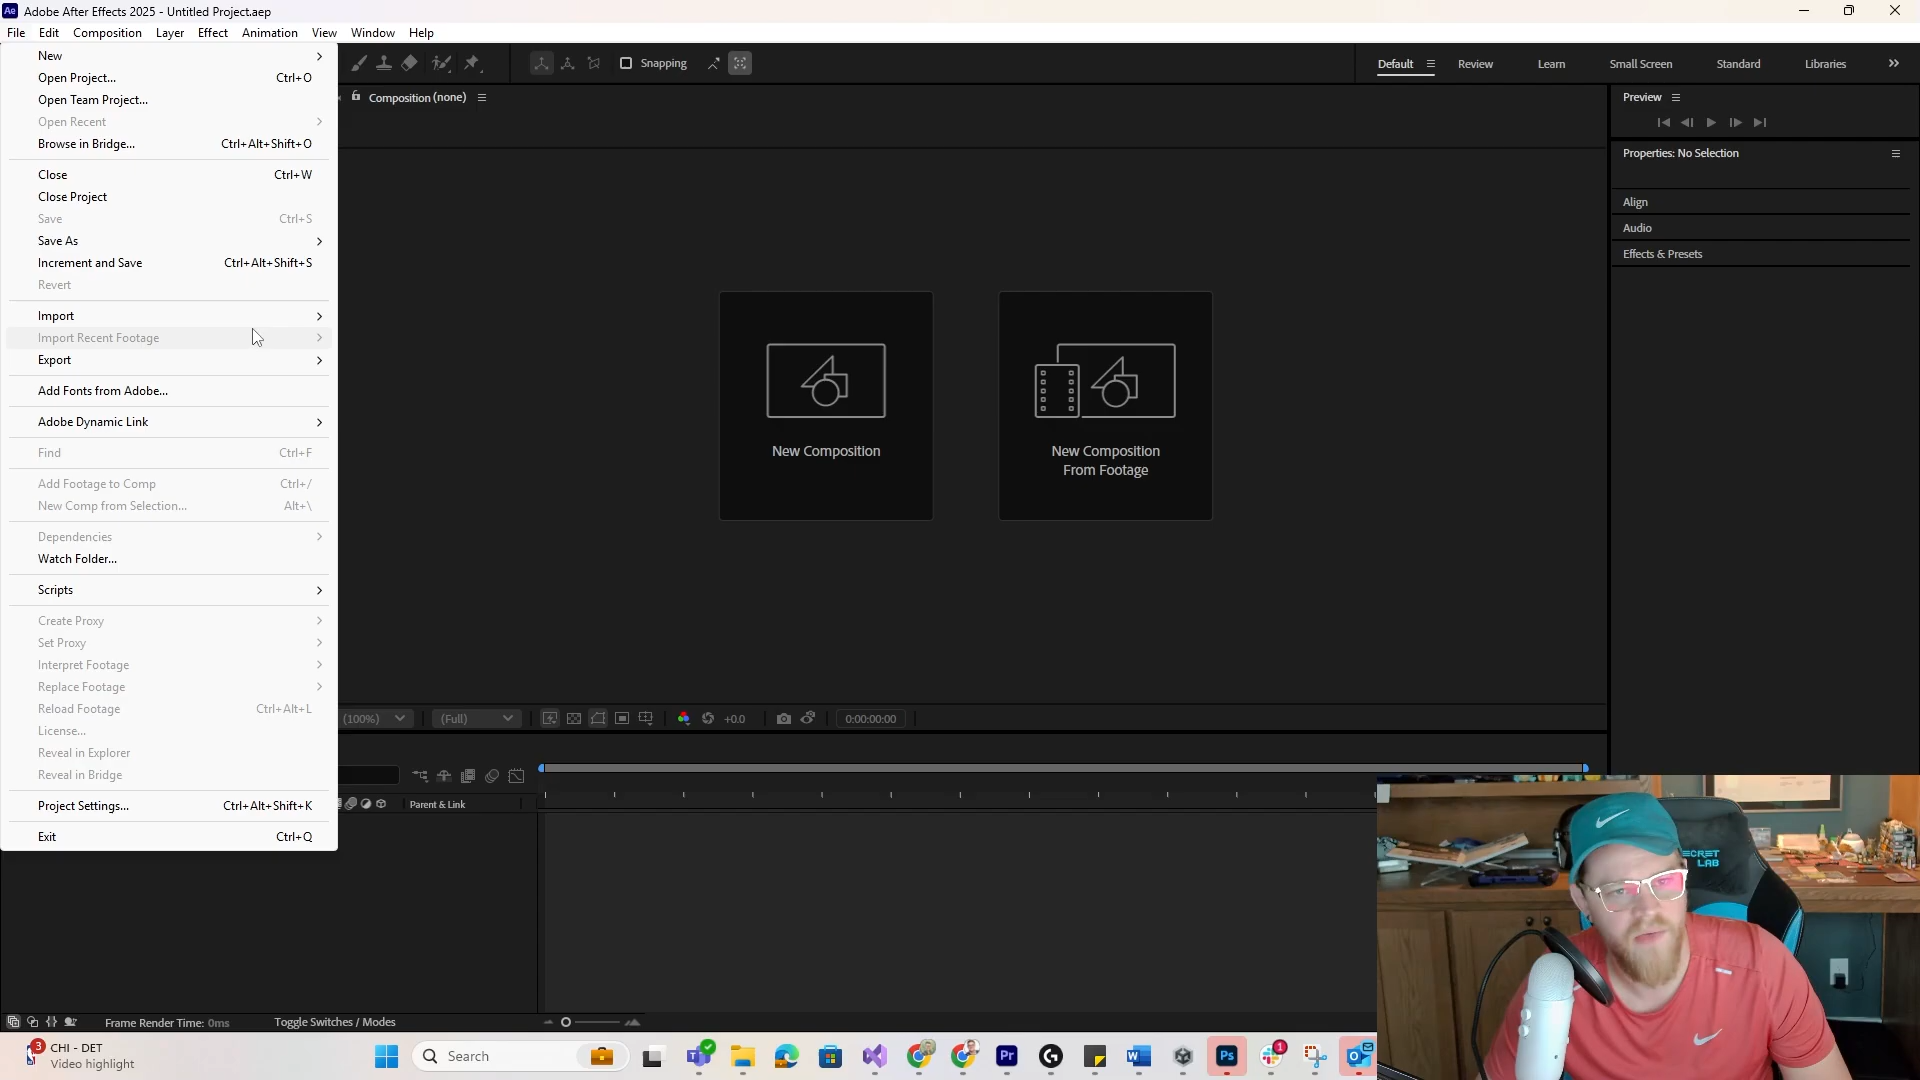 Ae Adobe After Effects 2025 - Untitled Project.aep
File Edit Composition Layer Effect Animation View Window Help
New
Open Project... Ctrl+O
Open Team Project...
Open Recent
Browse in Bridge... Ctrl+Alt+Shift+O
Close Ctrl+W
Close Project
Save Ctrl+S
Save As
Increment and Save Ctrl+Alt+Shift+S
Revert
Import
Import Recent Footage
Export
Add Fonts from Adobe...
Adobe Dynamic Link
Find Ctrl+F
Add Footage to Comp Ctrl+/
New Comp from Selection... Alt+\
Dependencies
Watch Folder...
Scripts
Create Proxy
Set Proxy
Interpret Footage
Replace Footage
Reload Footage Ctrl+Alt+L
License...
Reveal in Explorer
Reveal in Bridge
Project Settings... Ctrl+Alt+Shift+K
Exit Ctrl+Q
Snapping
Default Review Learn Small Screen Standard Libraries
Composition (none)
Preview
Properties: No Selection
Align
Audio
Effects & Presets
New Composition
New Composition
From Footage
(100%) (Full) +0.0 0:00:00:00
Parent & Link
Frame Render Time: 0ms Toggle Switches / Modes
SECRET
LAB
3
CHI - DET
Video highlight
Search
Pr
Ps
1